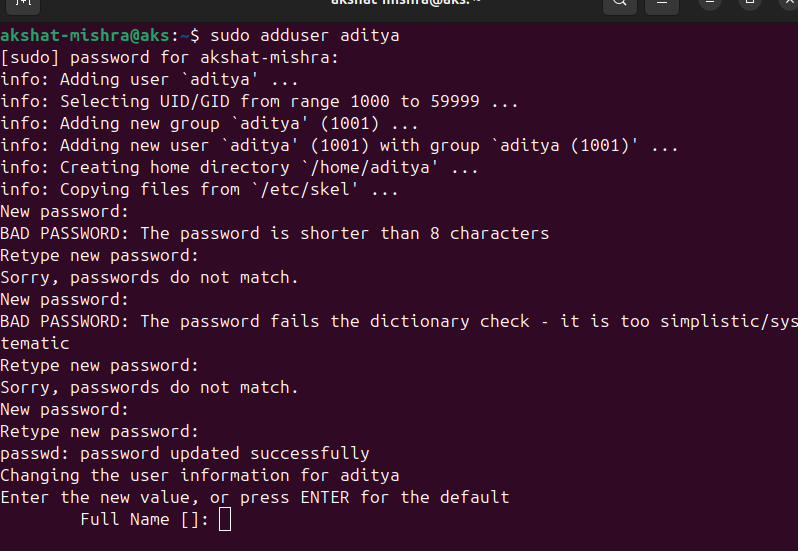 akshat-mishra@aks: ~
akshat-mishra@aks:~$ sudo adduser aditya
[sudo] password for akshat-mishra:
info: Adding user `aditya' ...
info: Selecting UID/GID from range 1000 to 59999 ...
info: Adding new group `aditya' (1001) ...
info: Adding new user `aditya' (1001) with group `aditya (1001)' ...
info: Creating home directory `/home/aditya' ...
info: Copying files from `/etc/skel' ...
New password:
BAD PASSWORD: The password is shorter than 8 characters
Retype new password:
Sorry, passwords do not match.
New password:
BAD PASSWORD: The password fails the dictionary check - it is too simplistic/sys
tematic
Retype new password:
Sorry, passwords do not match.
New password:
Retype new password:
passwd: password updated successfully
Changing the user information for aditya
Enter the new value, or press ENTER for the default
Full Name []: